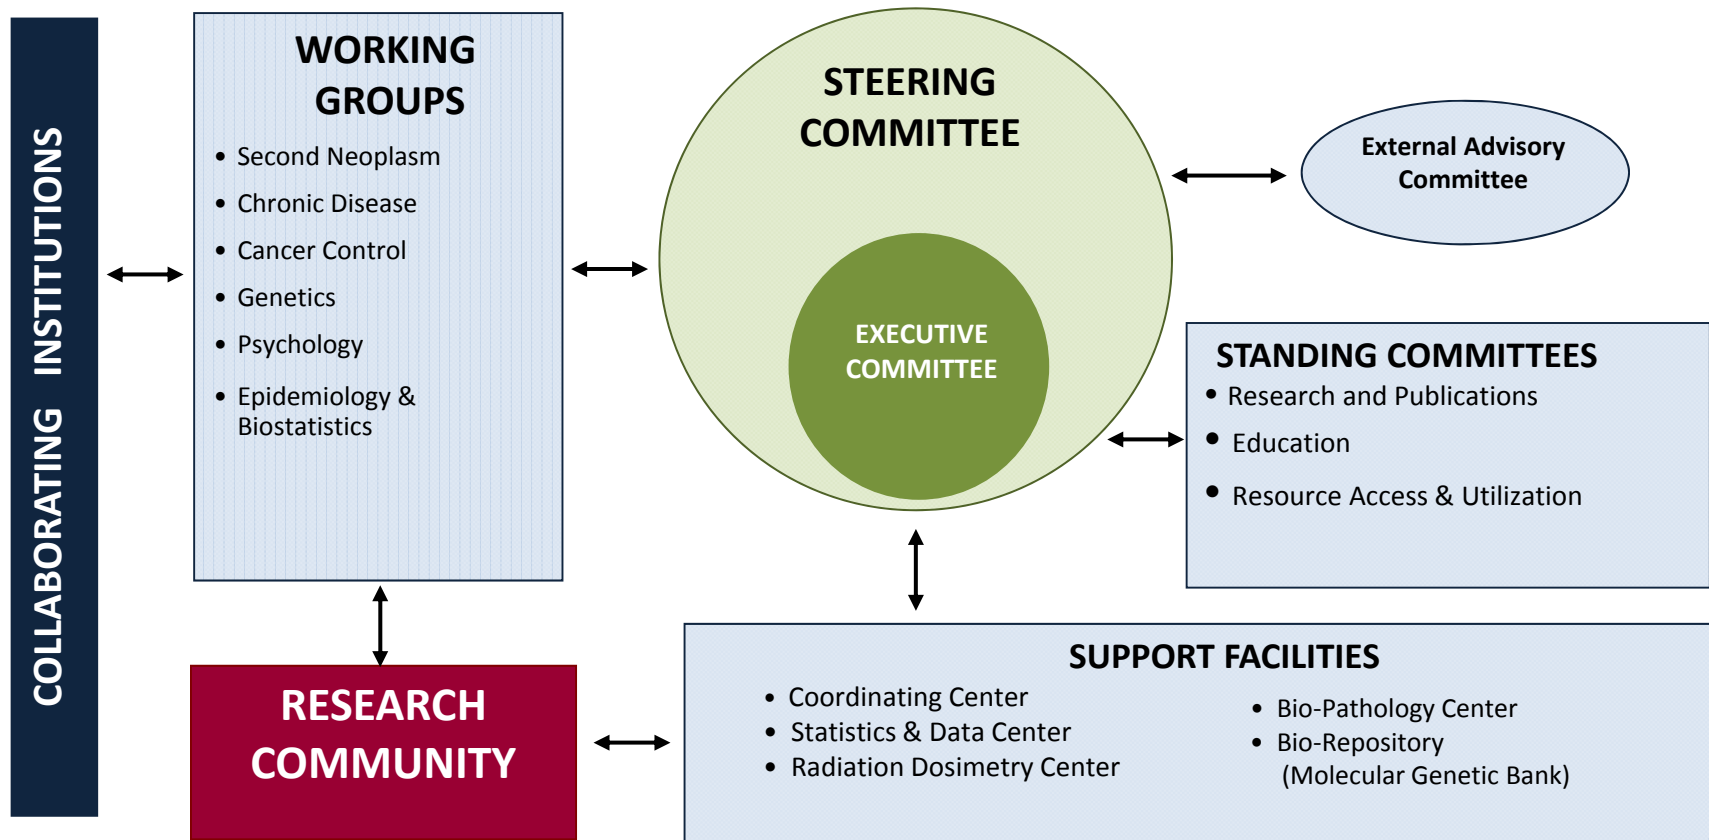 COLLABORATING INSTITUTIONS
WORKING
GROUPS
• Second Neoplasm
• Chronic Disease
• Cancer Control
• Genetics
• Psychology
• Epidemiology &
Biostatistics
STEERING
COMMITTEE
EXECUTIVE
COMMITTEE
External Advisory
Committee
STANDING COMMITTEES
• Research and Publications
• Education
• Resource Access & Utilization
RESEARCH
COMMUNITY
SUPPORT FACILITIES
• Coordinating Center
• Statistics & Data Center
• Radiation Dosimetry Center
• Bio-Pathology Center
• Bio-Repository
(Molecular Genetic Bank)